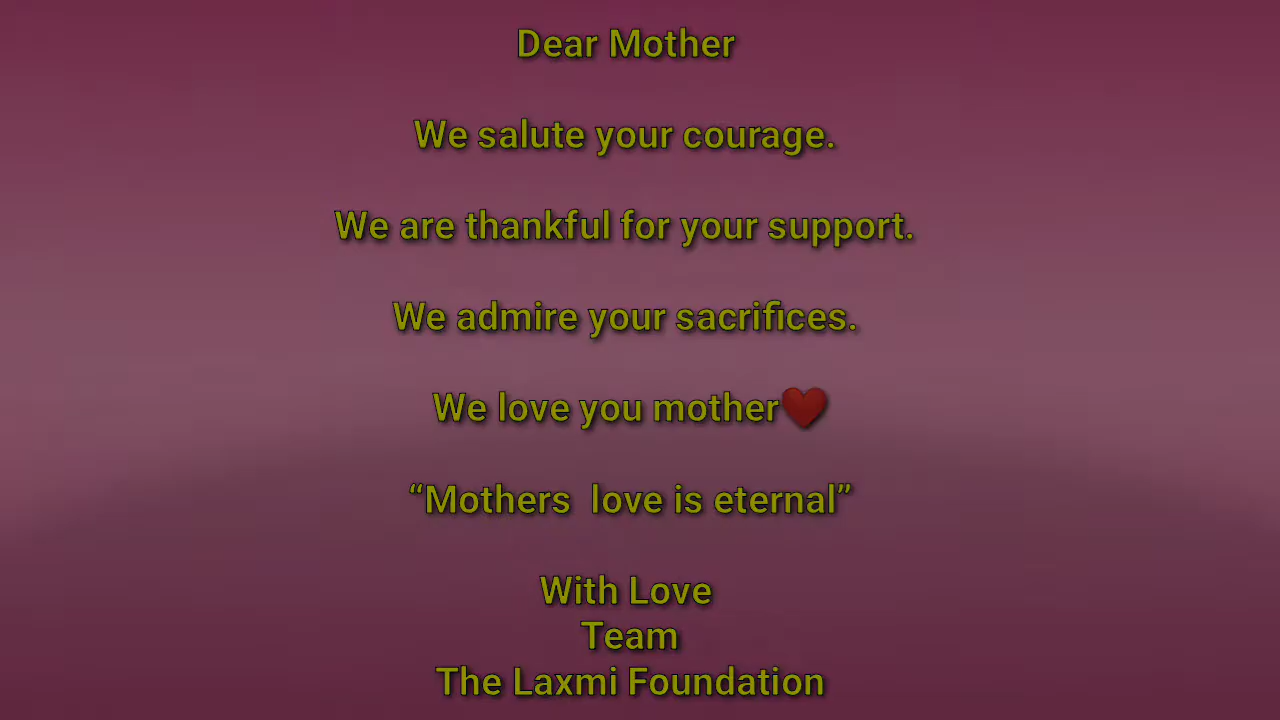 Dear Mother
We salute your courage.
We are thankful for your support.
We admire your sacrifices.
We love you mother❤️
“Mothers  love is eternal”
With Love
Team
The Laxmi Foundation